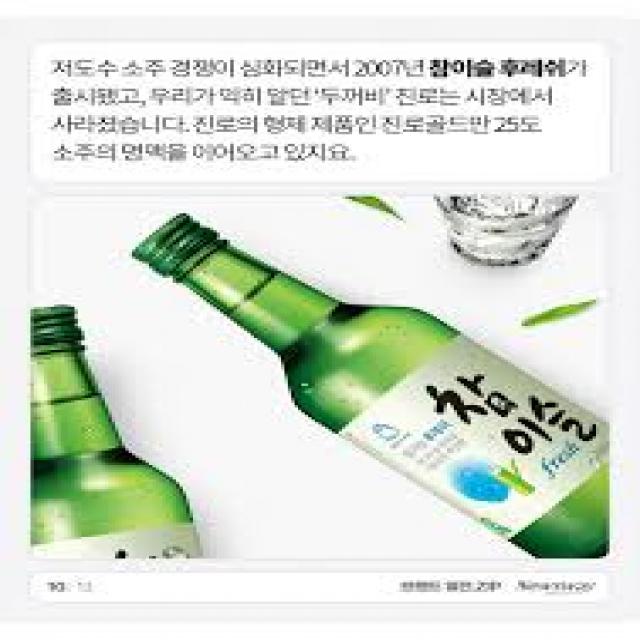 저도수 소주 경쟁이 심화되면서 2007년 참이슬 후레쉬가
출시됐고, 우리가 익히 알던 '두꺼비' 진로는 시장에서
사라졌습니다. 진로의 형제 제품인 진로골드만 25도
소주의 명맥을 이어오고 있지요.
참
이슬
fresh
10